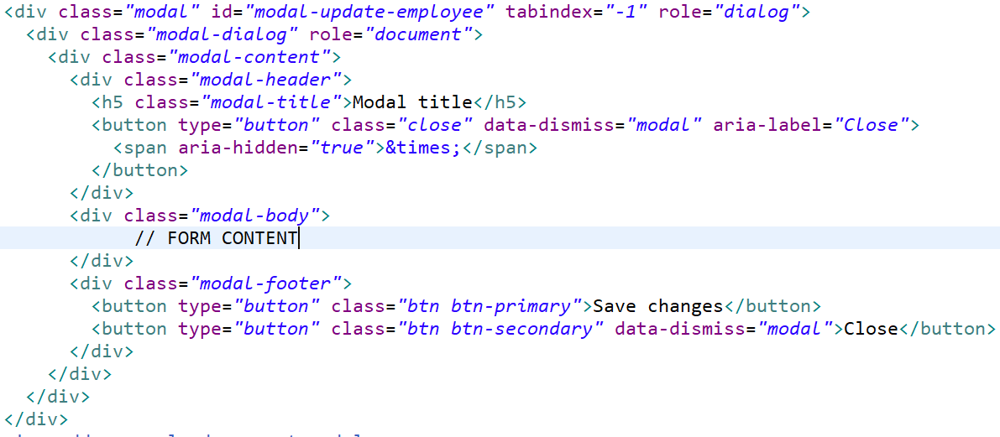 <div class="modal" id="modal-update-employee" tabindex="-1" role="dialog">
<div class="modal-dialog" role="document">
<div class="modal-content">
<div class="modal-header">
<h5 class="modal-title">Modal title</h5>
<button type="button" class="close" data-dismiss="modal" aria-label="Close">
<span aria-hidden="true">&times;</span>
</button>
</div>
<div class="modal-body">
// FORM CONTENT
</div>
<div class="modal-footer">
<button type="button" class="btn btn-primary">Save changes</button>
<button type="button" class="btn btn-secondary" data-dismiss="modal">Close</button>
</div>
</div>
</div>
</div>